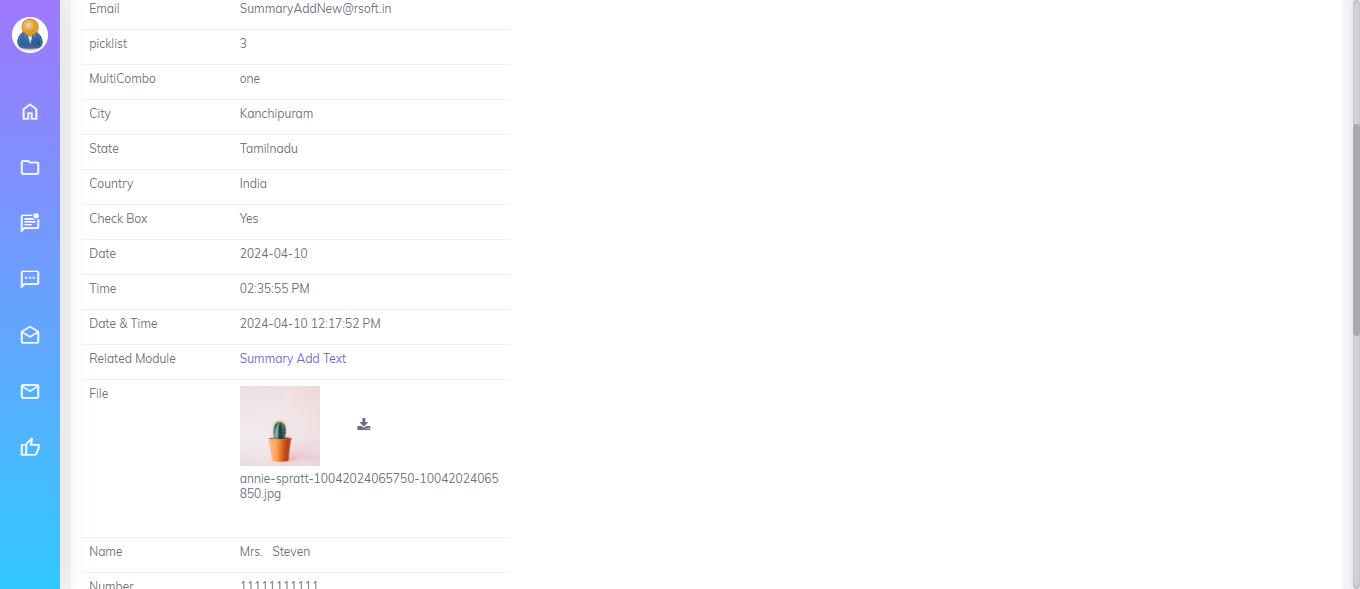 Email SummaryAddNew@rsoft.in
picklist 3
MultiCombo one
City Kanchipuram
State Tamilnadu
Country India
Check Box Yes
Date 2024-04-10
Time 02:35:55 PM
Date & Time 2024-04-10 12:17:52 PM
Related Module Summary Add Text
File
annie-spratt-10042024065750-10042024065
850.jpg
Name Mrs. Steven
Number 11111111111